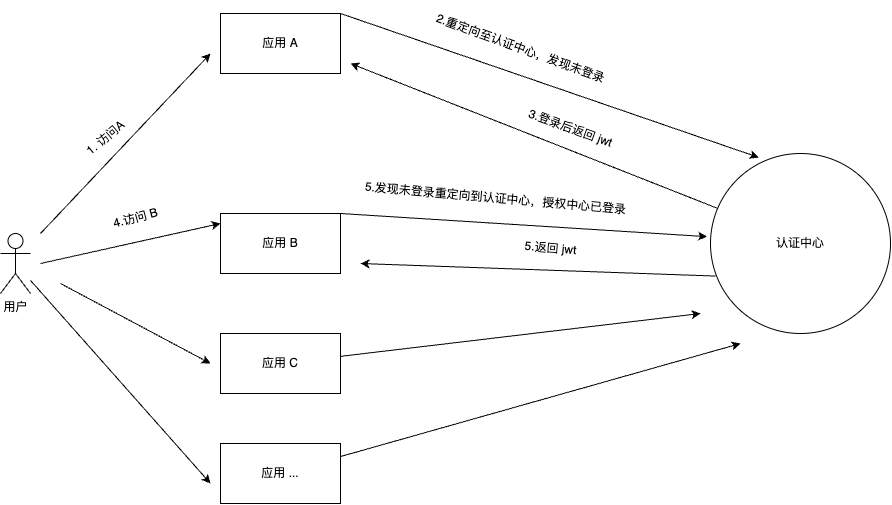 应用 A
2.重定向至认证中心，发现未登录
3.登录后返回 jwt
1. 访问A
5.发现未登录重定向到认证中心，授权中心已登录
4.访问 B
应用 B
认证中心
5.返回 jwt
用户
应用 C
应用 ...